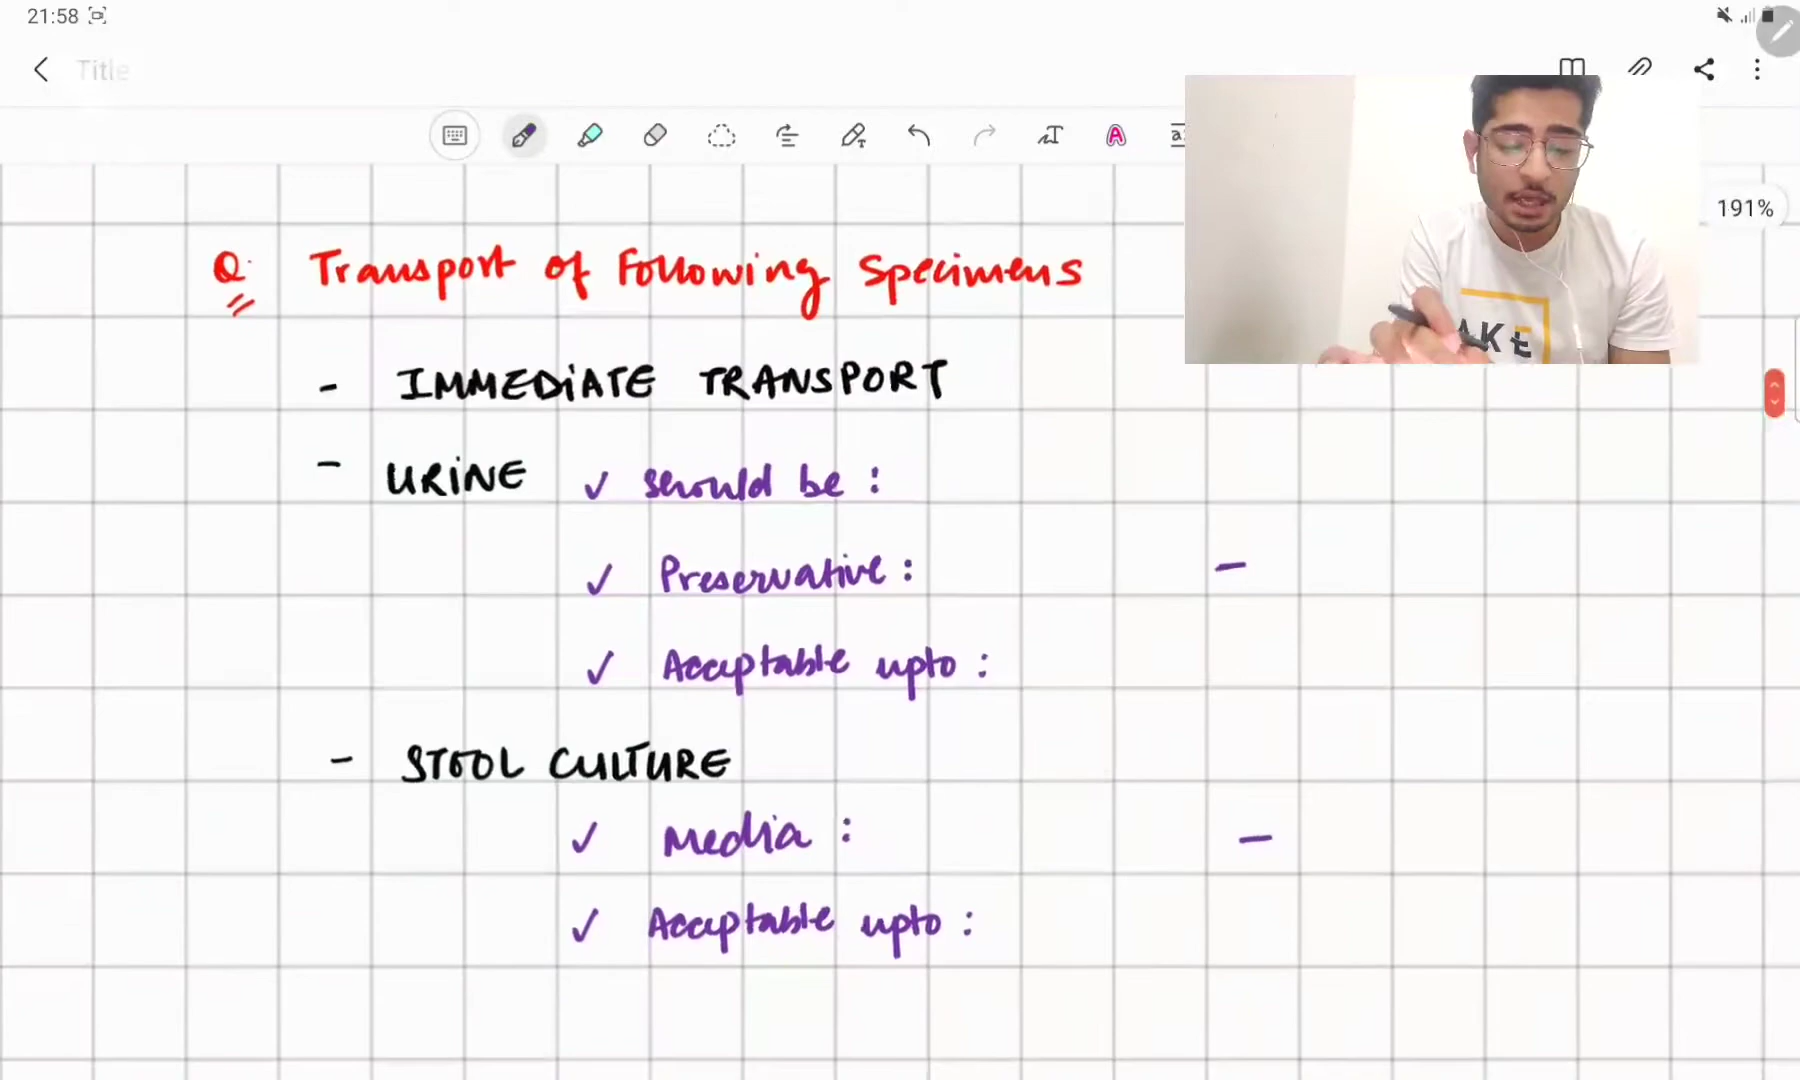 21:58
Title
191%
Q. Transport of Following Specimens
- IMMEDIATE TRANSPORT
- URINE ✓ should be :
✓ Preservative : -
✓ Acceptable upto :
- STOOL CULTURE
✓ Media : -
✓ Acceptable upto :